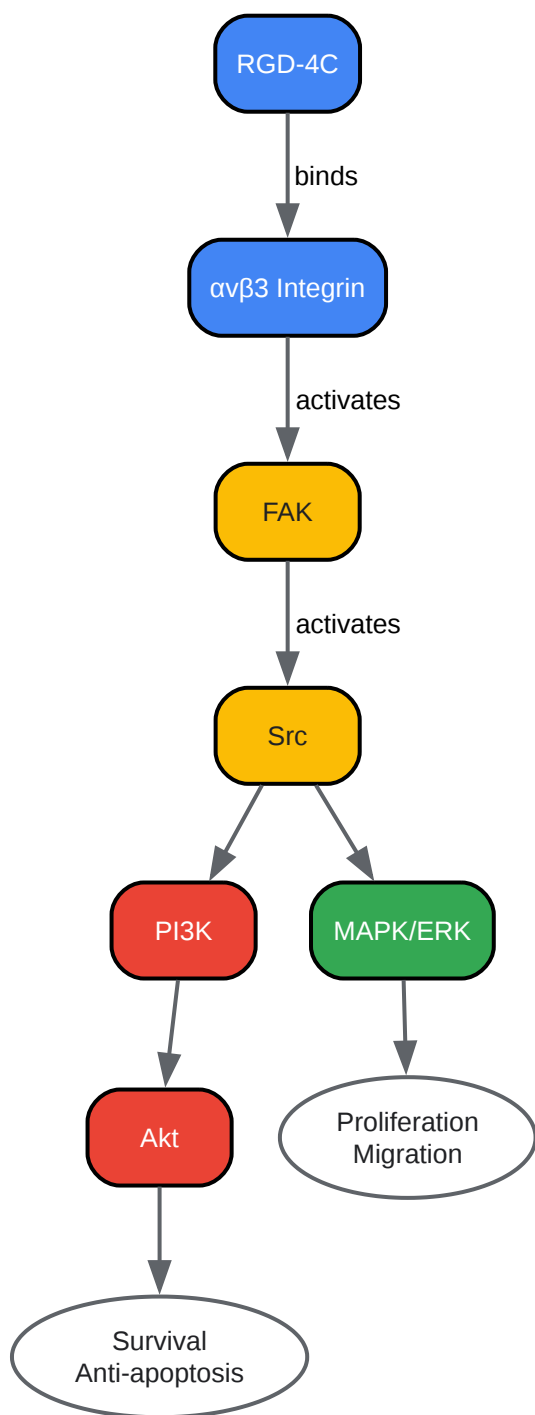 RGD-4C
binds
αvβ3 Integrin
activates
FAK
activates
Src
PI3K
MAPK/ERK
Akt
Proliferation
Migration
Survival
Anti-apoptosis